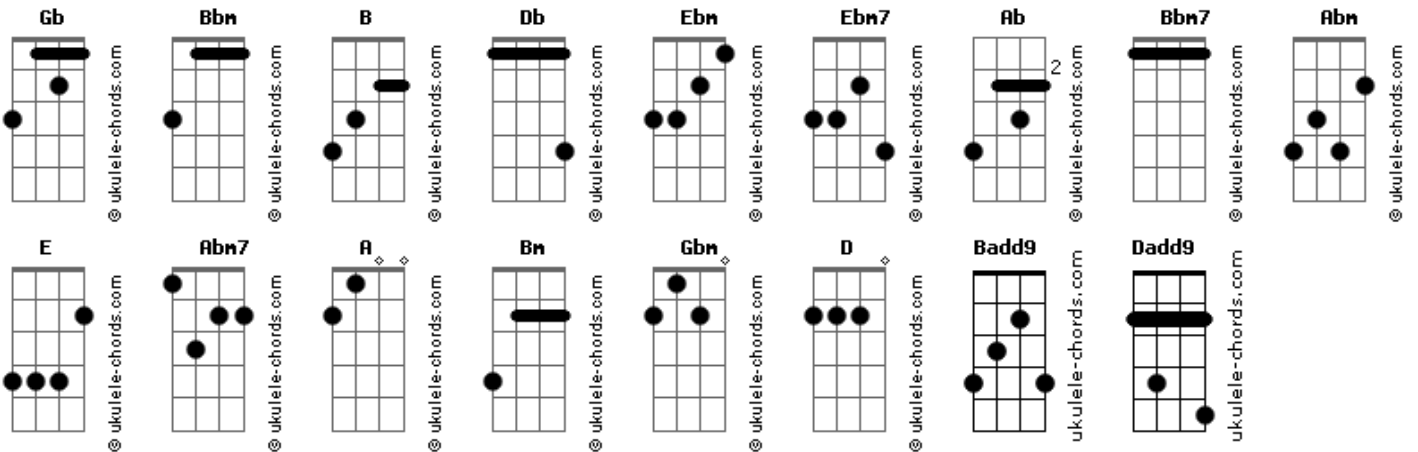 Gb Bbm B Db Ebm Ebm7 Ab Bbm7 Abm
2
© ukulele-chords.com © ukulele-chords.com © ukulele-chords.com © ukulele-chords.com © ukulele-chords.com © ukulele-chords.com © ukulele-chords.com © ukulele-chords.com © ukulele-chords.com
E Abm7 A Bm Gbm D Badd9 Dadd9
© ukulele-chords.com © ukulele-chords.com © ukulele-chords.com © ukulele-chords.com © ukulele-chords.com © ukulele-chords.com ukulele-chords.com ukulele-chords.com